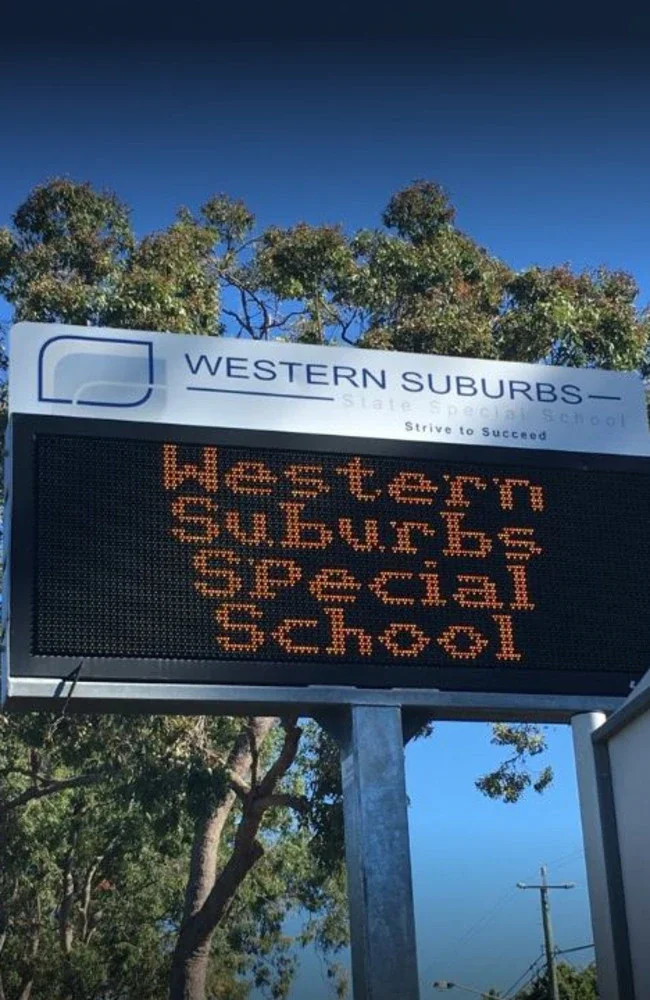 WESTERN SUBURBS
State Special School
Strive to Succeed
Western
Suburbs
SPecial
School